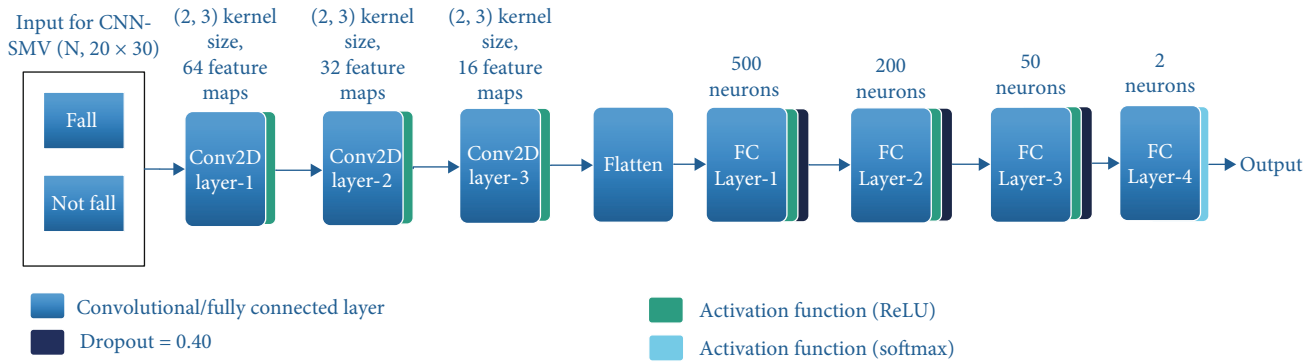 Input for CNN-
SMV (N, 20 × 30)
Fall
Not fall
(2, 3) kernel
size,
64 feature
maps
Conv2D
layer-1
(2, 3) kernel
size,
32 feature
maps
Conv2D
layer-2
(2, 3) kernel
size,
16 feature
maps
Conv2D
layer-3
Flatten
500
neurons
FC
Layer-1
200
neurons
FC
Layer-2
50
neurons
FC
Layer-3
2
neurons
FC
Layer-4
Output
Convolutional/fully connected layer
Dropout = 0.40
Activation function (ReLU)
Activation function (softmax)